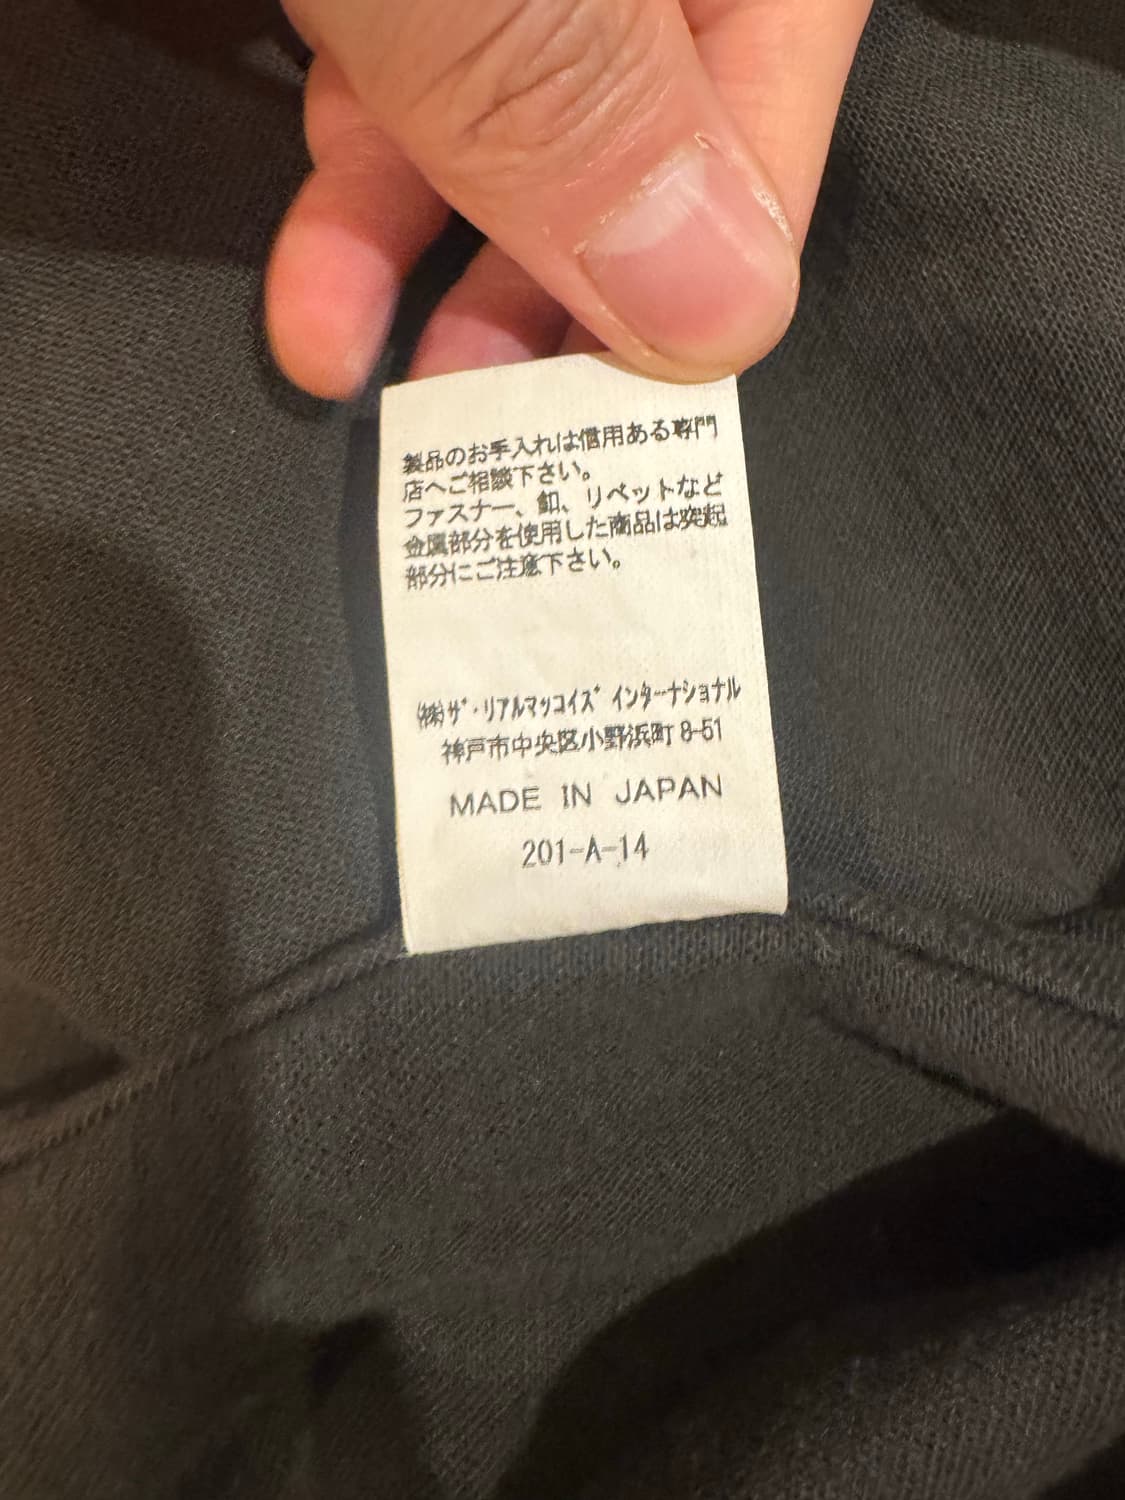 製品のお手入れは信用ある専門
店へご相談下さい。
ファスナー、釦、リベットなど
金属部分を使用した商品は突起
部分にご注意下さい。
㈱ザ・リアルマッコイズ インターナショナル
神戸市中央区小野浜町 8-51
MADE IN JAPAN
201-A-14